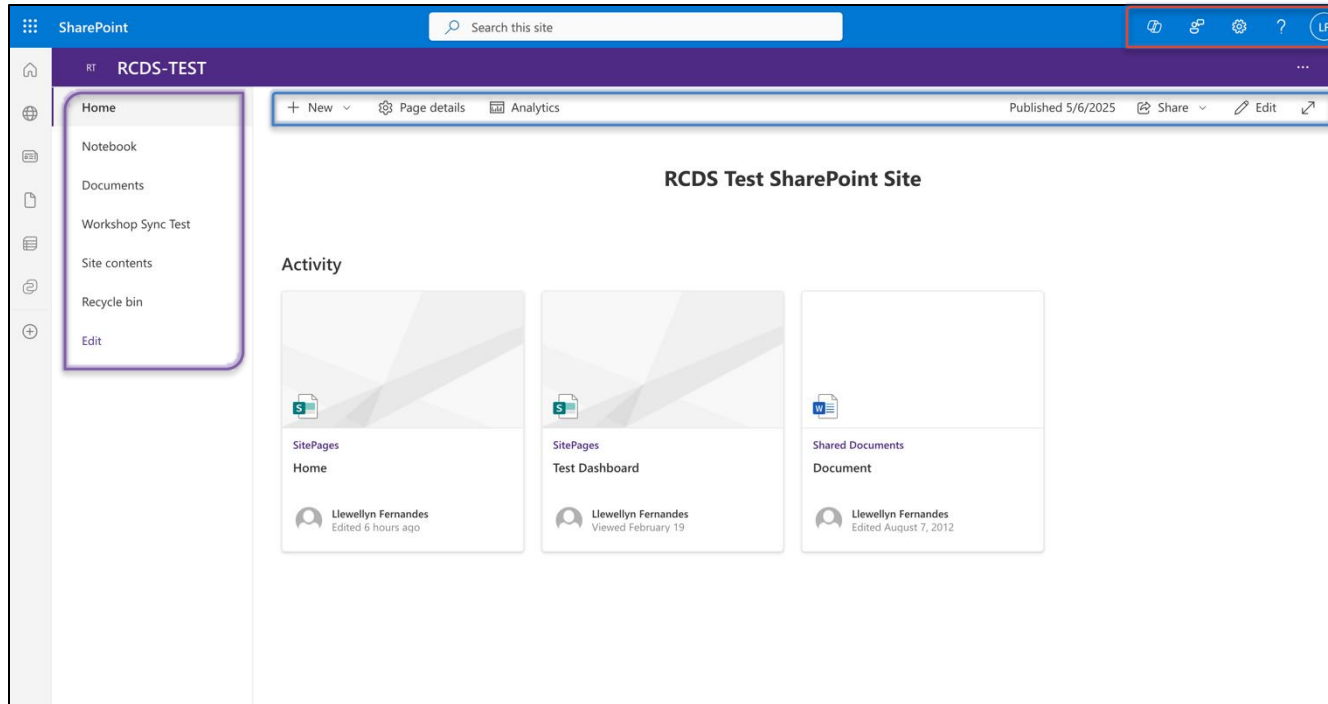 SharePoint
Search this site
?
LF
RT RCDS-TEST
...
Home
Notebook
Documents
Workshop Sync Test
Site contents
Recycle bin
Edit
+ New Page details Analytics Published 5/6/2025 Share Edit
RCDS Test SharePoint Site
Activity
S
SitePages
Home
Llewellyn Fernandes
Edited 6 hours ago
S
SitePages
Test Dashboard
Llewellyn Fernandes
Viewed February 19
W
Shared Documents
Document
Llewellyn Fernandes
Edited August 7, 2012